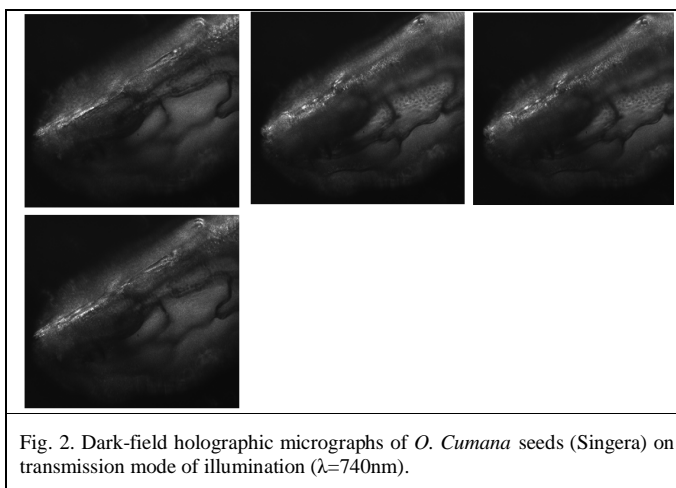 Fig. 2. Dark-field holographic micrographs of O. Cumana seeds (Singera) on
transmission mode of illumination (λ=740nm).